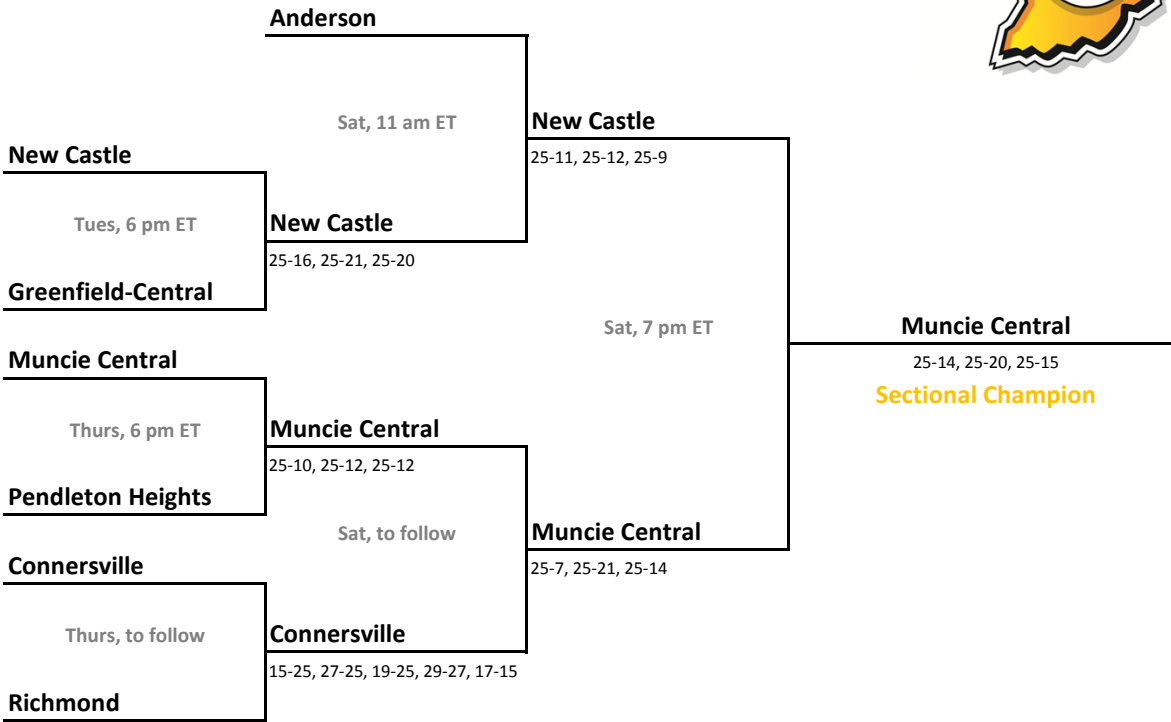 Anderson
Sat, 11 am ET
New Castle
25-11, 25-12, 25-9
New Castle
Tues, 6 pm ET
New Castle
25-16, 25-21, 25-20
Greenfield-Central
Sat, 7 pm ET
Muncie Central
25-14, 25-20, 25-15
Sectional Champion
Muncie Central
Thurs, 6 pm ET
Muncie Central
25-10, 25-12, 25-12
Pendleton Heights
Sat, to follow
Muncie Central
25-7, 25-21, 25-14
Connersville
Thurs, to follow
Connersville
15-25, 27-25, 19-25, 29-27, 17-15
Richmond